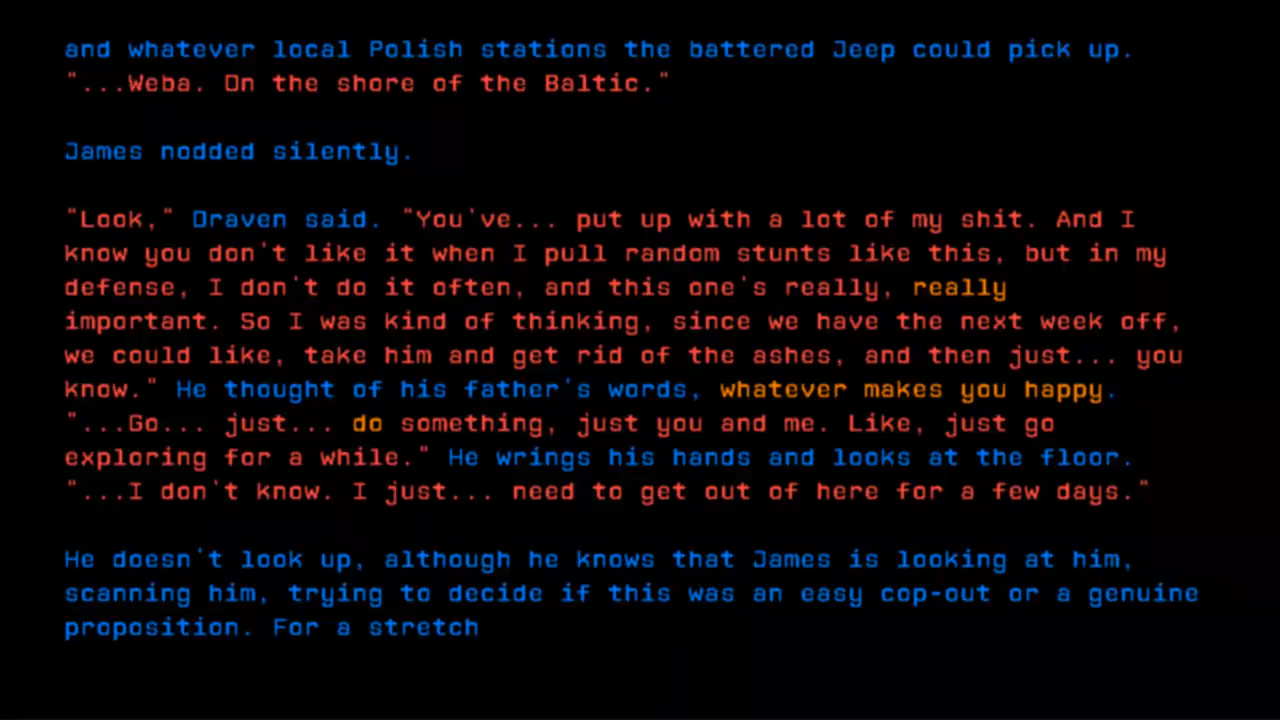 and whatever local Polish stations the battered Jeep could pick up.
"...Weba. On the shore of the Baltic."
James nodded silently.
"Look," Draven said. "You've... put up with a lot of my shit. And I
know you don't like it when I pull random stunts like this, but in my
defense, I don't do it often, and this one's really, really
important. So I was kind of thinking, since we have the next week off,
we could like, take him and get rid of the ashes, and then just... you
know." He thought of his father's words, whatever makes you happy.
"...Go... just... do something, just you and me. Like, just go
exploring for a while." He wrings his hands and looks at the floor.
"...I don't know. I just... need to get out of here for a few days."
He doesn't look up, although he knows that James is looking at him,
scanning him, trying to decide if this was an easy cop-out or a genuine
proposition. For a stretch